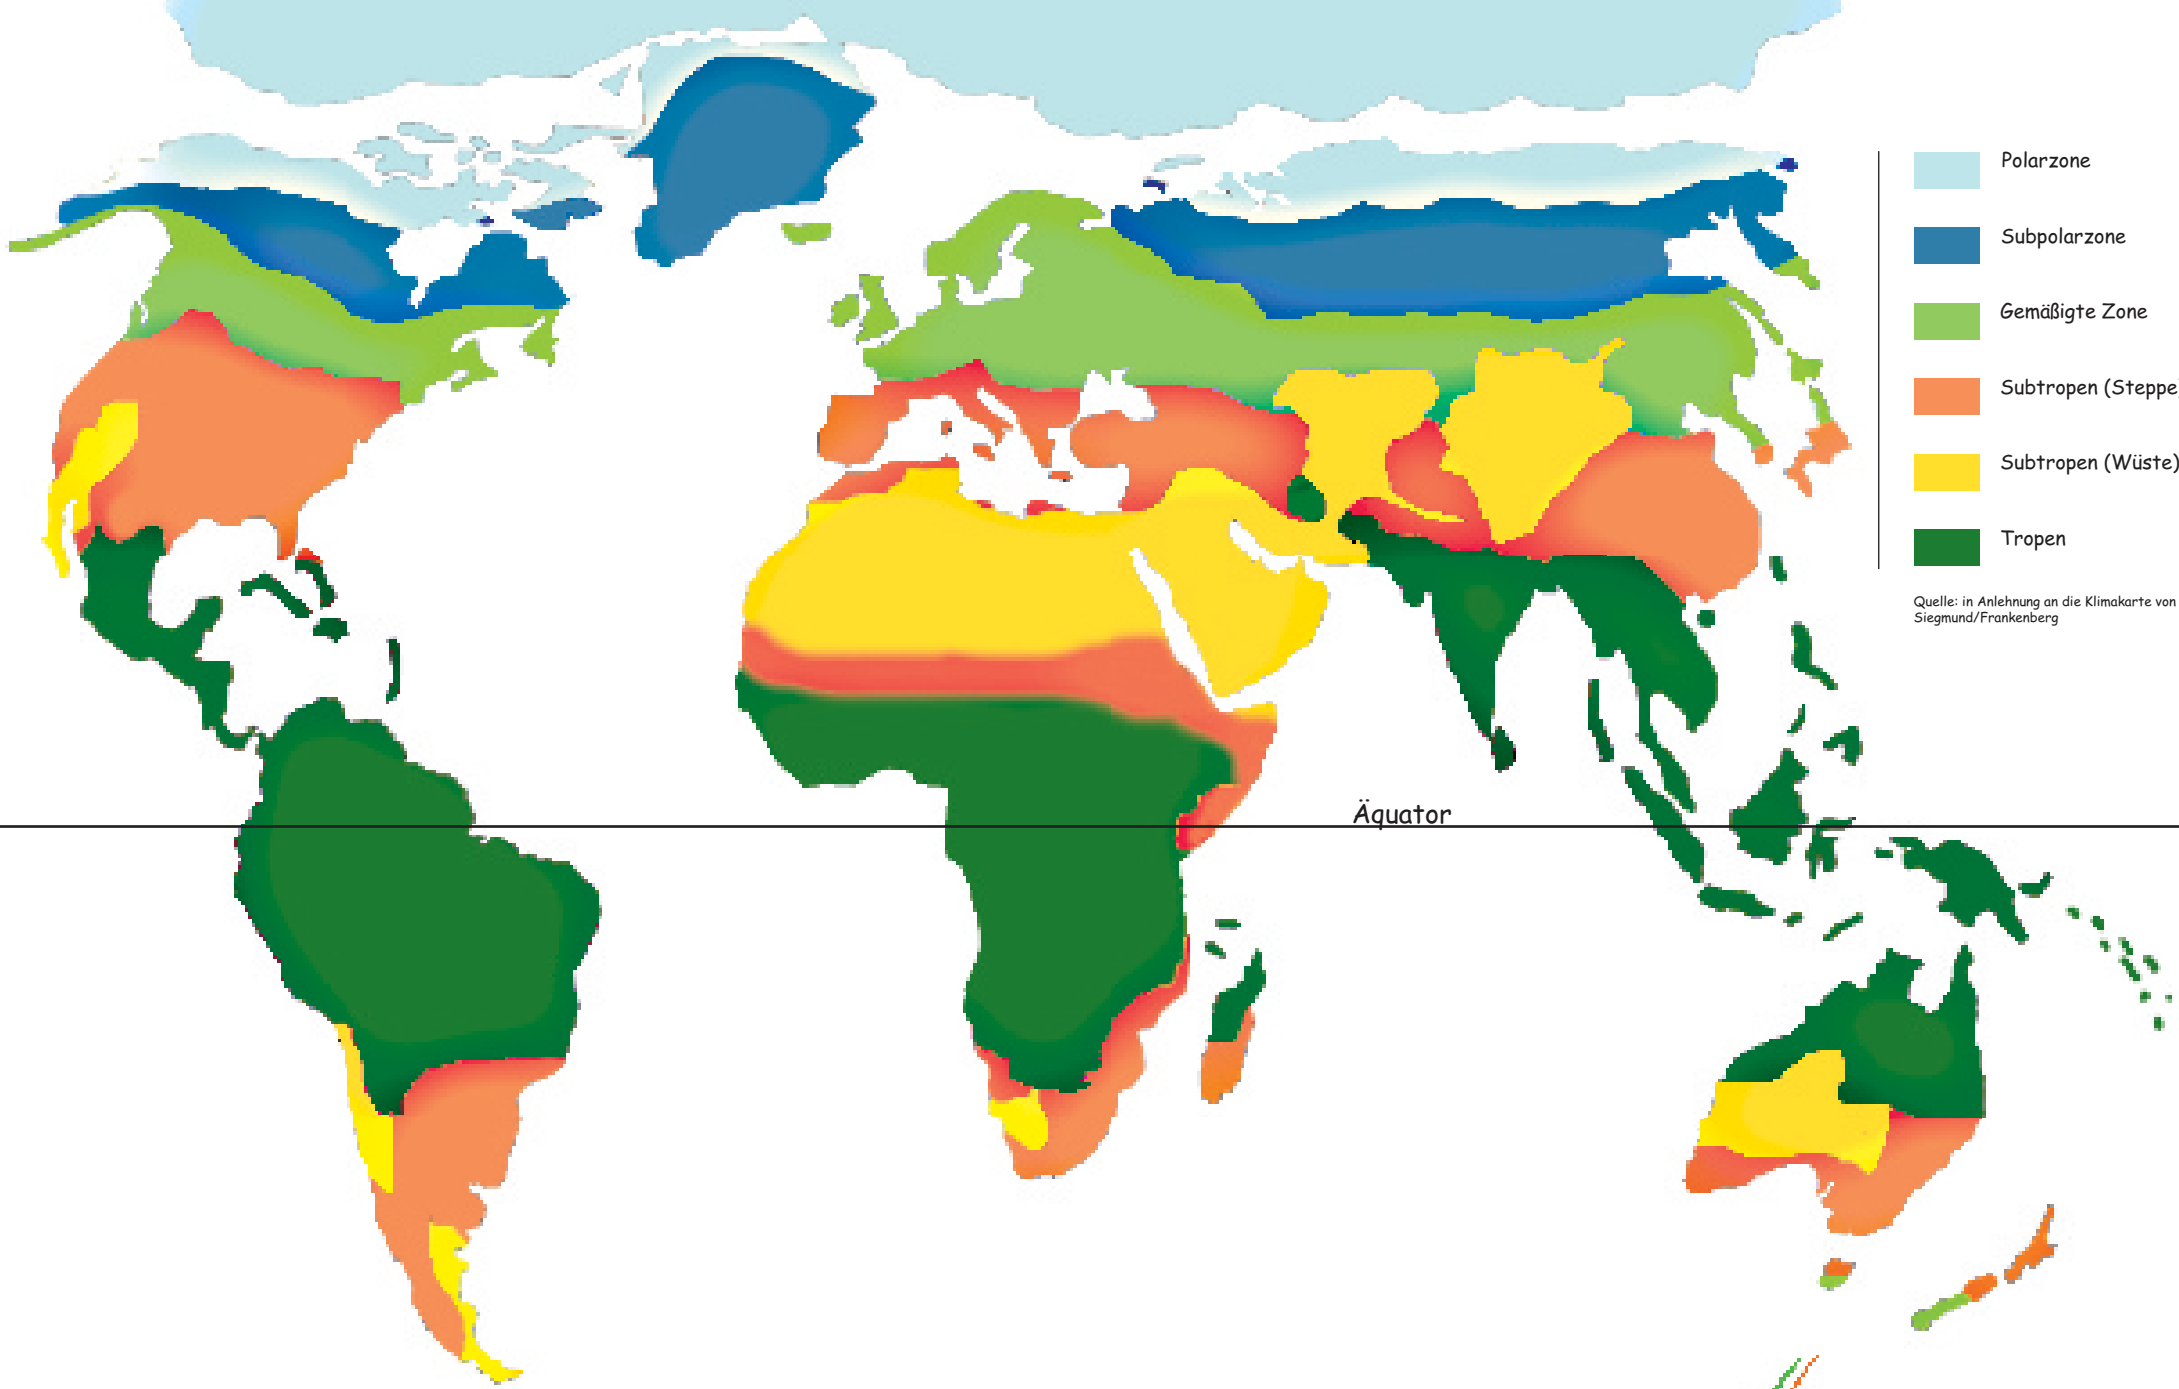 Polarzone
Subpolarzone
Gemäßigte Zone
Subtropen (Steppe
Subtropen (Wüste)
Tropen
Quelle: in Anlehnung an die Klimakarte von
Siegmund/Frankenberg
Äquator